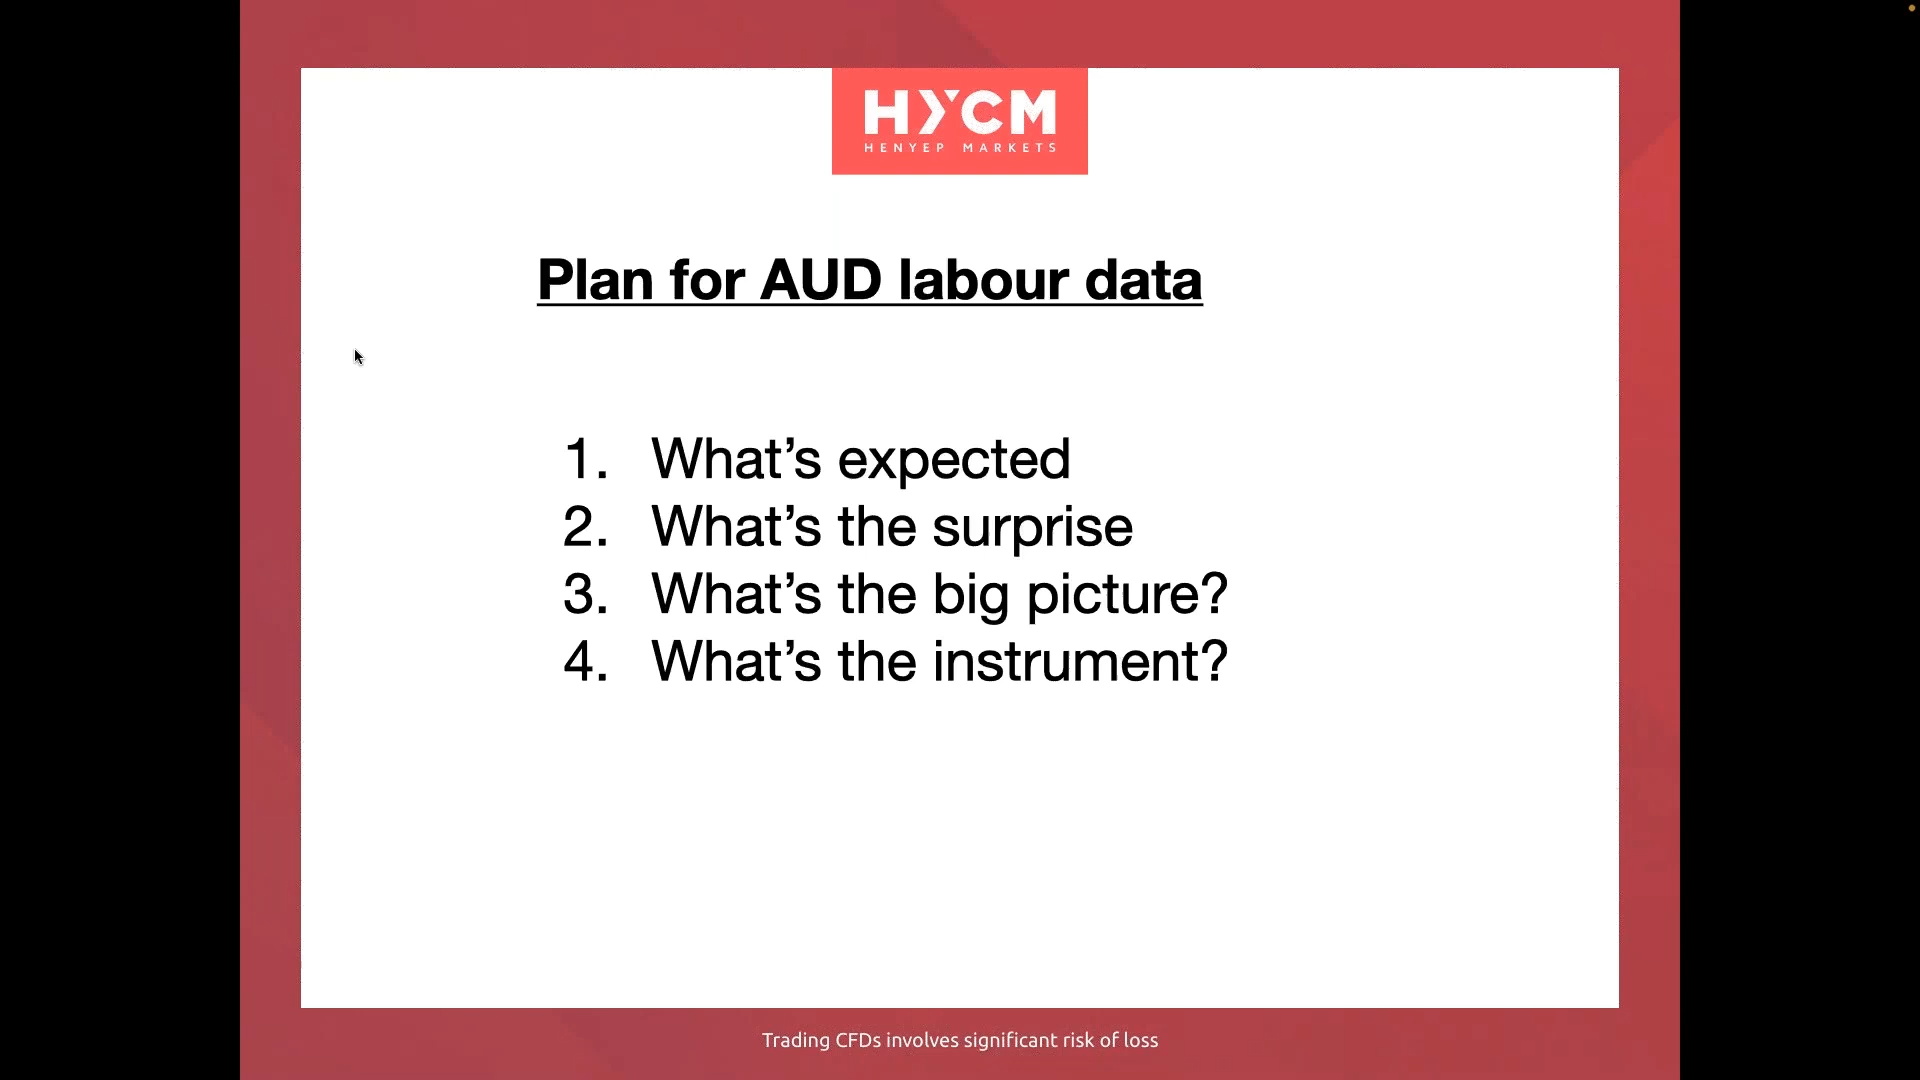 HYCM
HENYEP MARKETS
Plan for AUD labour data
1. What’s expected
2. What’s the surprise
3. What’s the big picture?
4. What’s the instrument?
Trading CFDs involves significant risk of loss